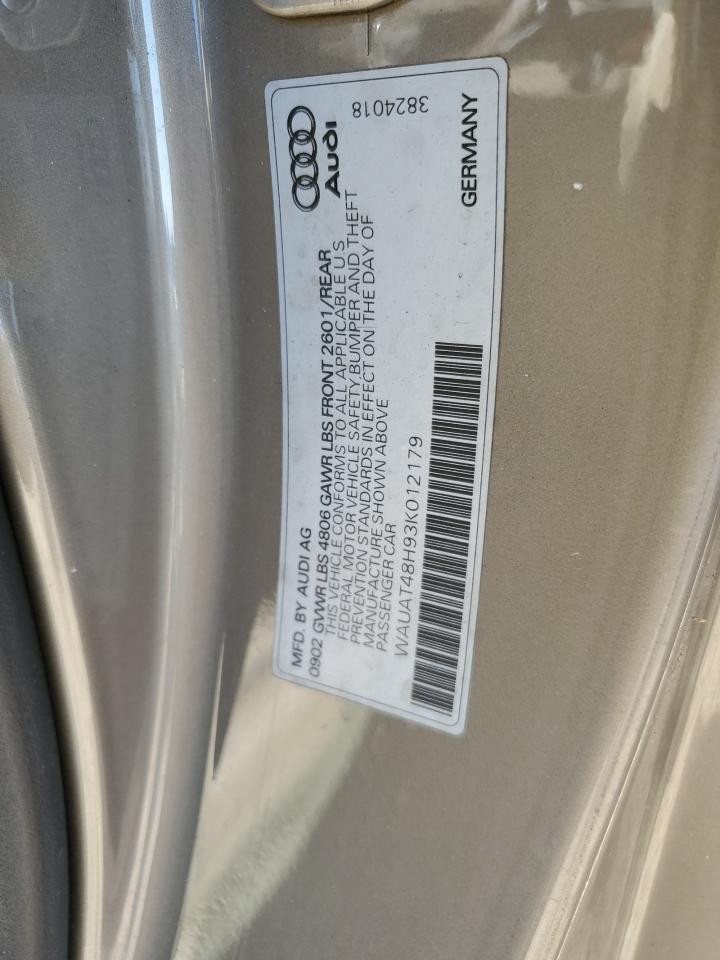 MFD. BY AUDI AG
0902 GVWR LBS 4806 GAWR LBS FRONT 2601/REAR
THIS VEHICLE CONFORMS TO ALL APPLICABLE U S
FEDERAL MOTOR VEHICLE SAFETY,BUMPER AND THEFT
PREVENTION STANDARDS IN EFFECT ON THE DAY OF
MANUFACTURE SHOWN ABOVE
PASSENGER CAR
WAUAT48H93K012179
Audi
3824018
GERMANY